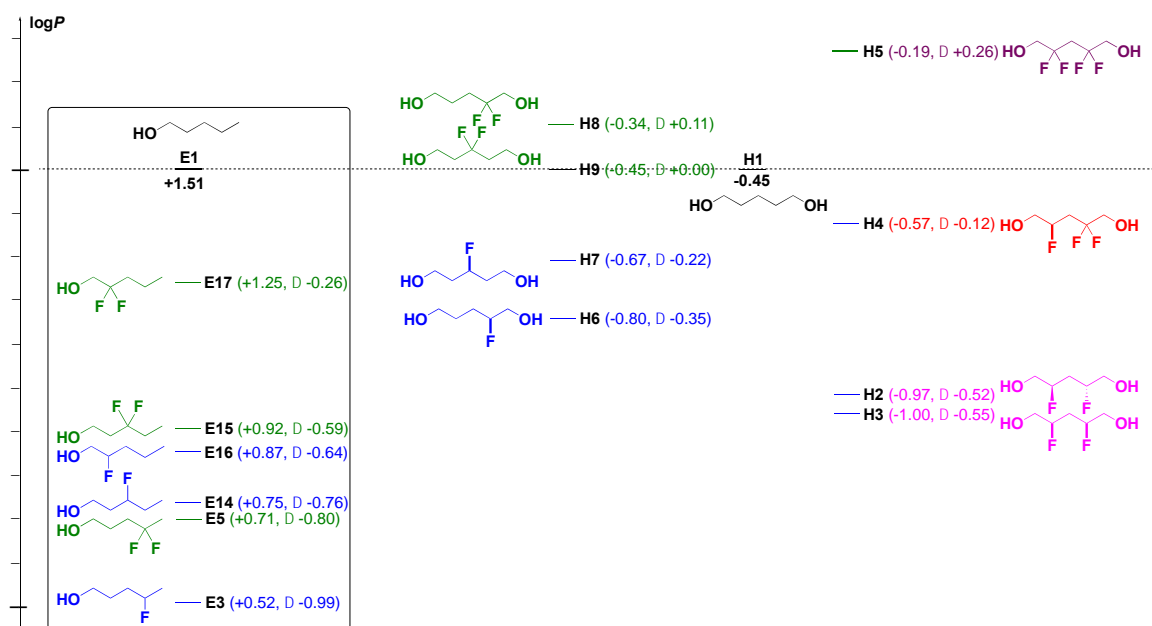 logP
HO
E1
+1.51
HO
F F
E17 (+1.25, D -0.26)
F F
HO
E15 (+0.92, D -0.59)
HO
F
E16 (+0.87, D -0.64)
F
HO
E14 (+0.75, D -0.76)
HO
F F
E5 (+0.71, D -0.80)
HO
F
E3 (+0.52, D -0.99)
HO
OH
F F
H8 (-0.34, D +0.11)
F F
HO
OH
H9 (-0.45, D +0.00)
F
HO
OH
H7 (-0.67, D -0.22)
HO
OH
F
H6 (-0.80, D -0.35)
H1
-0.45
HO
OH
H5 (-0.19, D +0.26)
HO
OH
F F F F
H4 (-0.57, D -0.12)
HO
OH
F F F
H2 (-0.97, D -0.52)
HO
OH
F F
H3 (-1.00, D -0.55)
HO
OH
F F